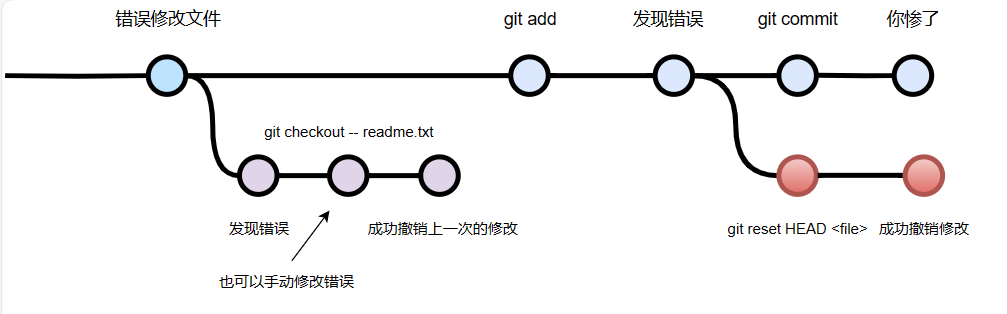 错误修改文件
git add
发现错误
git commit
你惨了
git checkout -- readme.txt
发现错误
成功撤销上一次的修改
git reset HEAD <file>
成功撤销修改
也可以手动修改错误